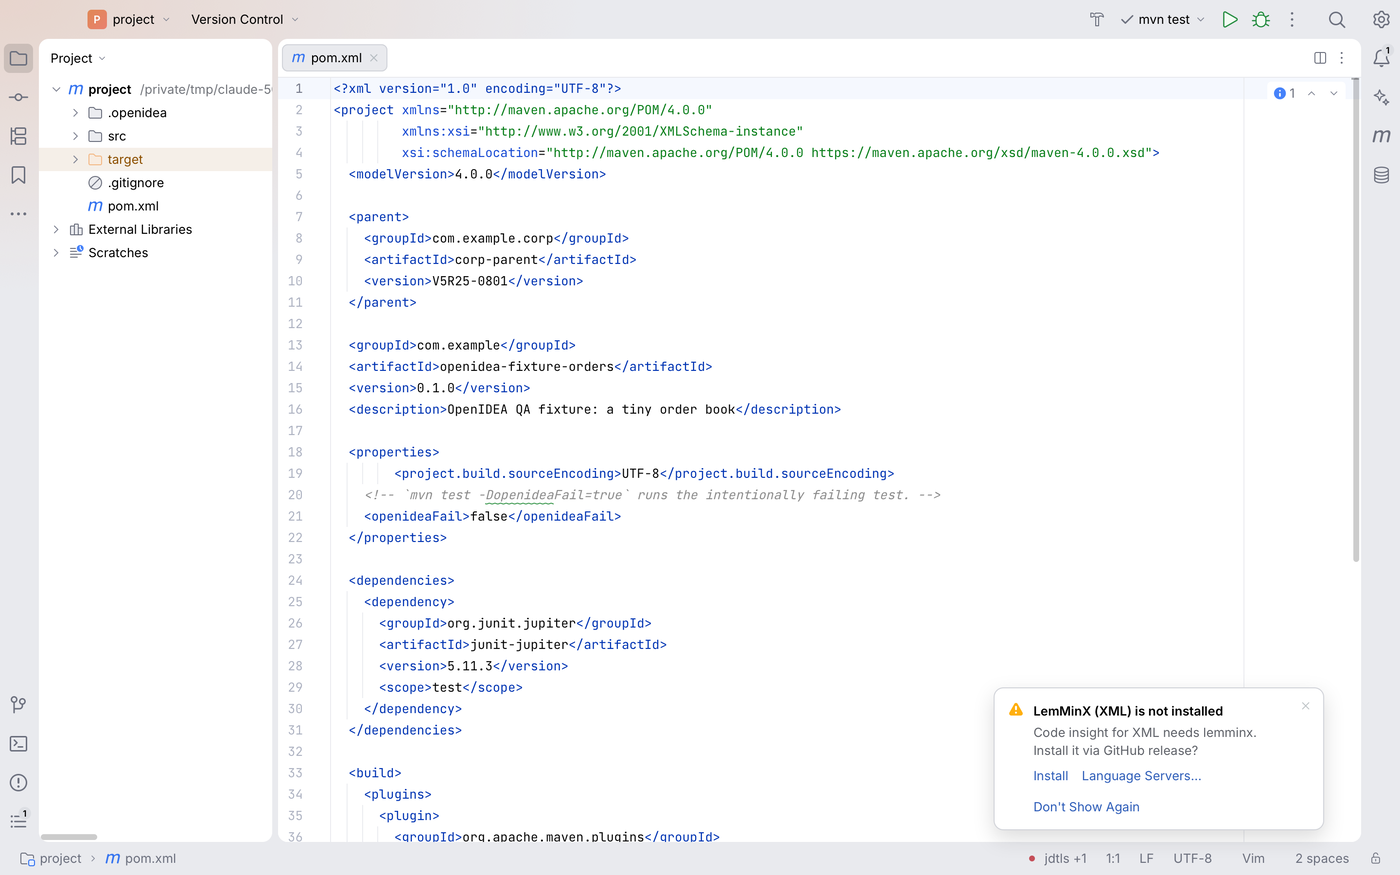 P project Version Control mvn test
Project
project /private/tmp/claude-50
.openidea
src
target
.gitignore
m pom.xml
External Libraries
Scratches
m pom.xml
1 <?xml version="1.0" encoding="UTF-8"?>
2 <project xmlns="http://maven.apache.org/POM/4.0.0"
3 xmlns:xsi="http://www.w3.org/2001/XMLSchema-instance"
4 xsi:schemaLocation="http://maven.apache.org/POM/4.0.0 https://maven.apache.org/xsd/maven-4.0.0.xsd">
5 <modelVersion>4.0.0</modelVersion>
6
7 <parent>
8 <groupId>com.example.corp</groupId>
9 <artifactId>corp-parent</artifactId>
10 <version>V5R25-0801</version>
11 </parent>
12
13 <groupId>com.example</groupId>
14 <artifactId>openidea-fixture-orders</artifactId>
15 <version>0.1.0</version>
16 <description>OpenIDEA QA fixture: a tiny order book</description>
17
18 <properties>
19 <project.build.sourceEncoding>UTF-8</project.build.sourceEncoding>
20 <!-- `mvn test -DopenideaFail=true` runs the intentionally failing test. -->
21 <openideaFail>false</openideaFail>
22 </properties>
23
24 <dependencies>
25 <dependency>
26 <groupId>org.junit.jupiter</groupId>
27 <artifactId>junit-jupiter</artifactId>
28 <version>5.11.3</version>
29 <scope>test</scope>
30 </dependency>
31 </dependencies>
32
33 <build>
34 <plugins>
35 <plugin>
36 <groupId>org.apache.maven.plugins</groupId>
1
1
m
1
LemMinX (XML) is not installed
Code insight for XML needs lemminx.
Install it via GitHub release?
Install Language Servers...
Don't Show Again
project m pom.xml jdtls +1 1:1 LF UTF-8 Vim 2 spaces